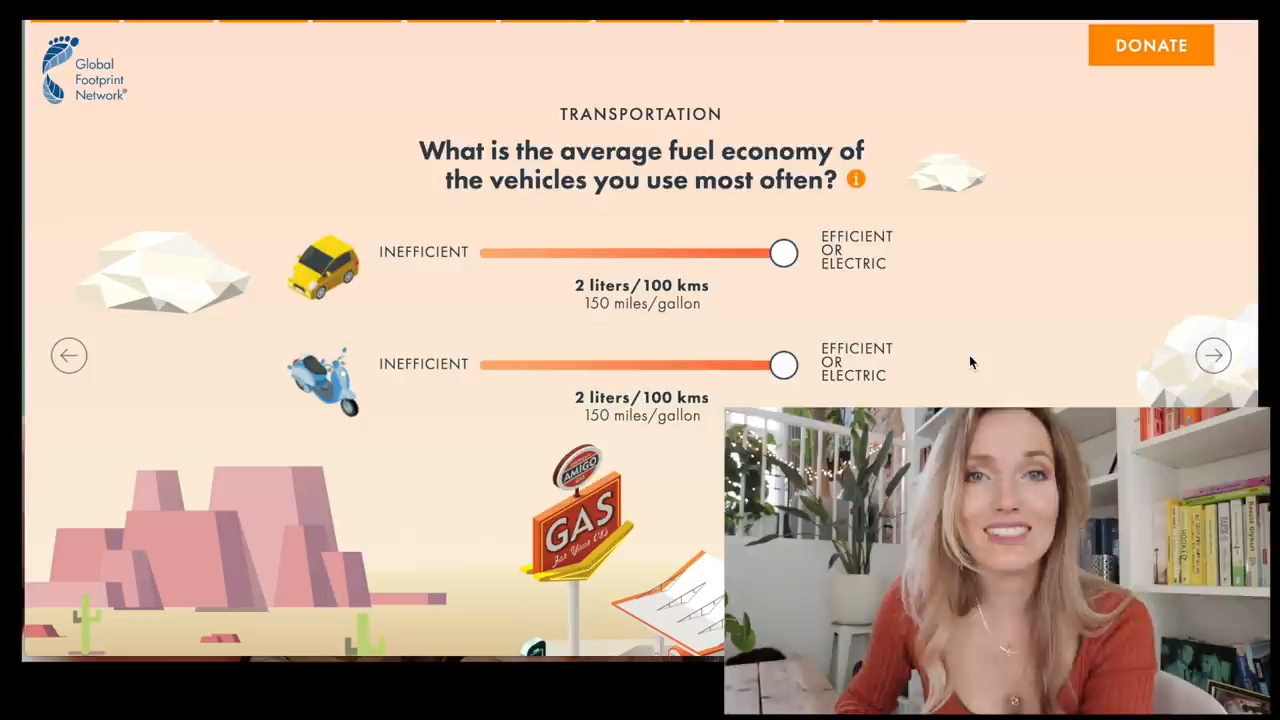 Global
Footprint
Network®
DONATE
TRANSPORTATION
What is the average fuel economy of
the vehicles you use most often?
i
INEFFICIENT
EFFICIENT
OR
ELECTRIC
2 liters/100 kms
150 miles/gallon
INEFFICIENT
EFFICIENT
OR
ELECTRIC
2 liters/100 kms
150 miles/gallon
AMIGO
GAS
HOOKED